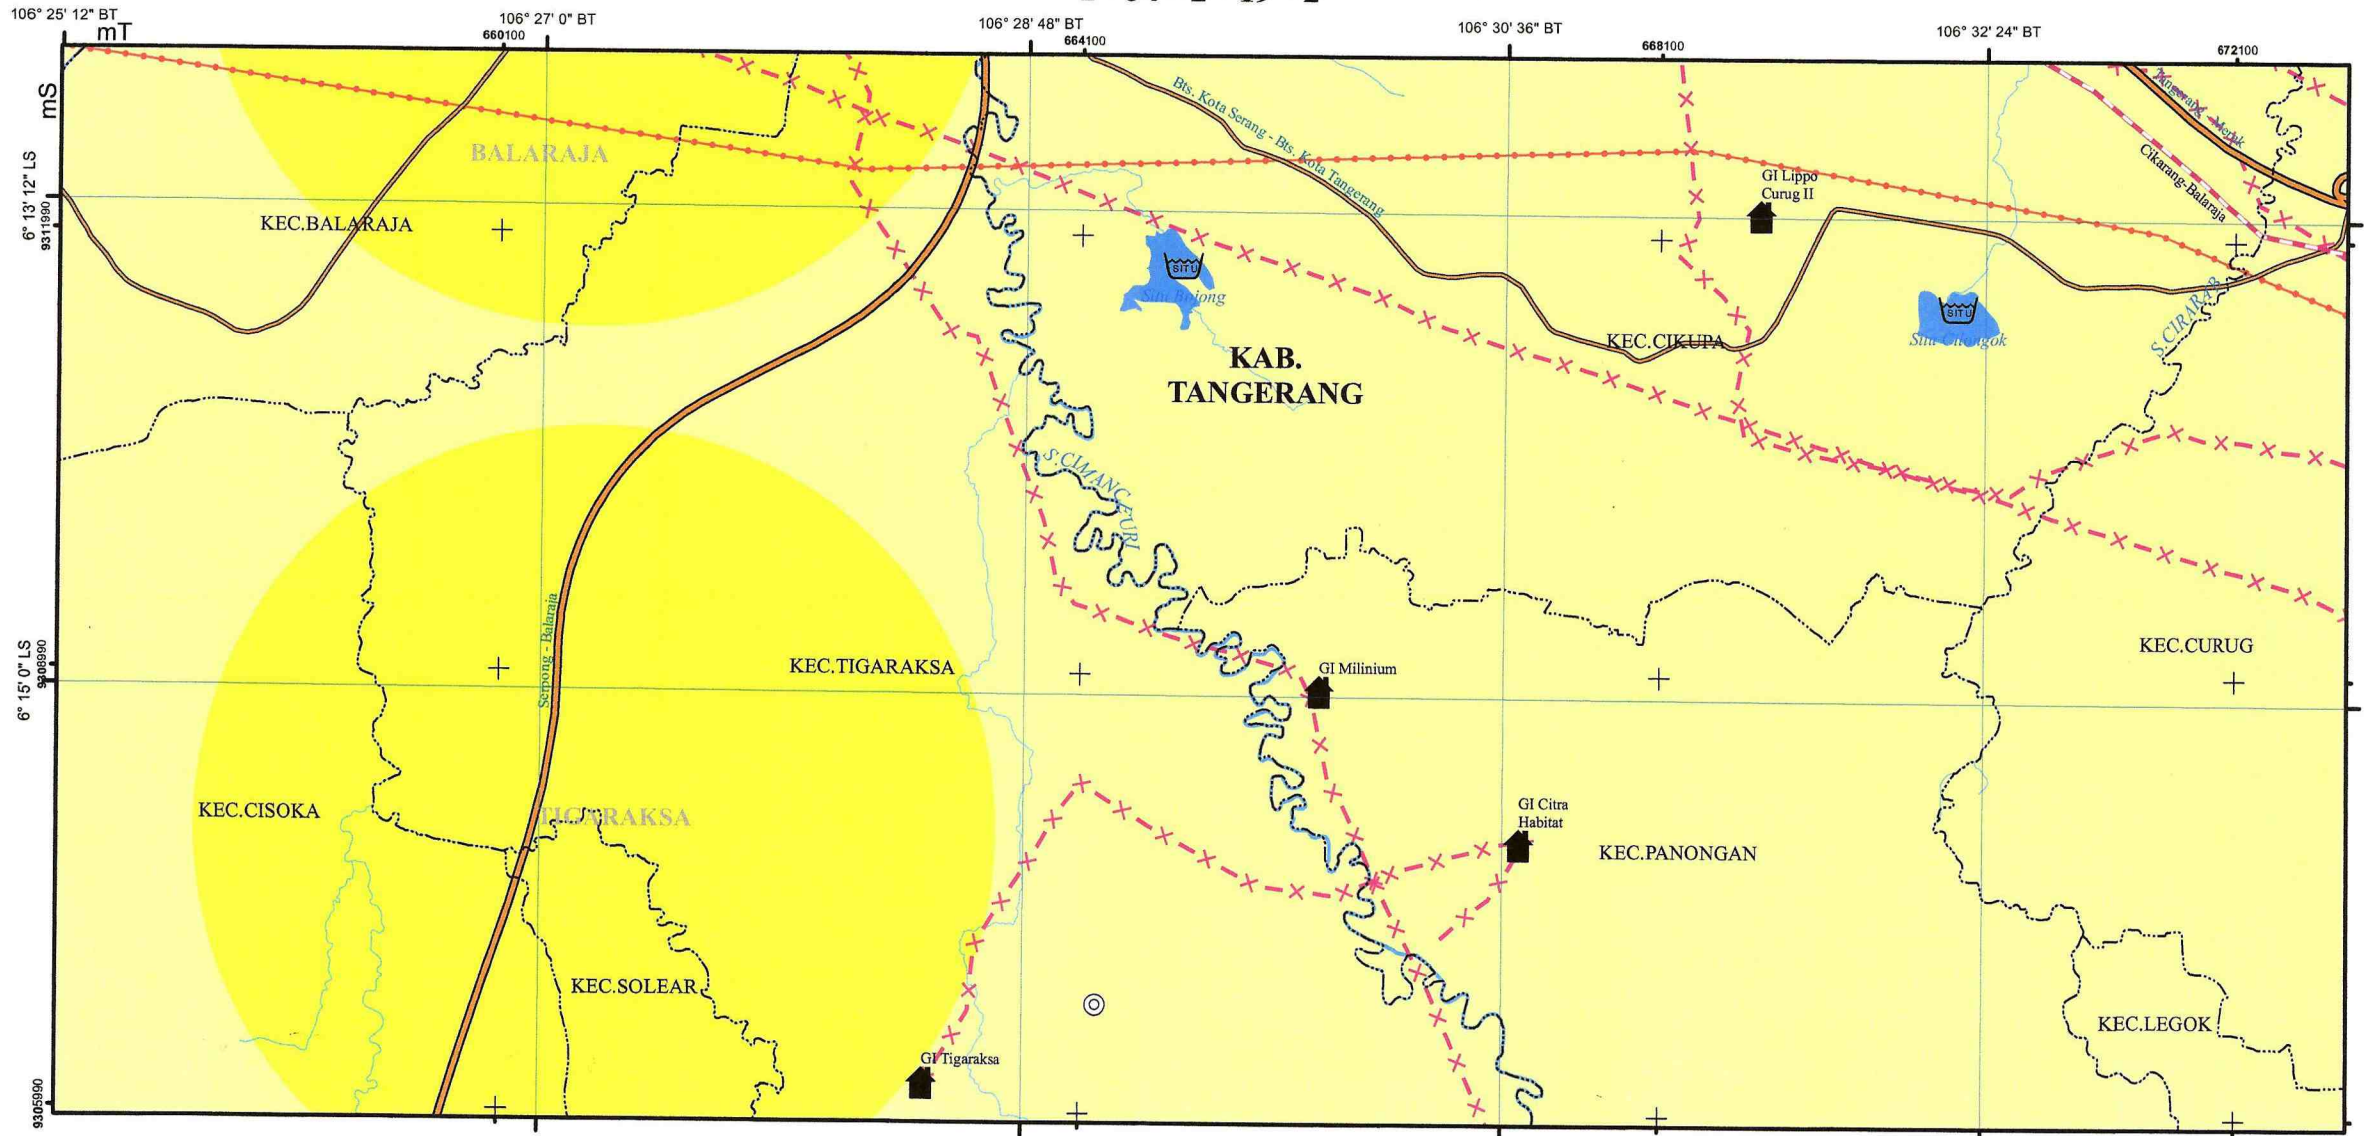 106° 25' 12" BT
106° 27' 0" BT
106° 28' 48" BT
106° 30' 36" BT
106° 32' 24" BT
mT
660100
664100
668100
672100
mS
6° 13' 12" LS
9311990
6° 15' 0" LS
9308990
9305990
BALARAJA
KEC.BALARAJA
Bts. Kota Serang - Bts. Kota Tangerang
Tangerang - Merak
Cikarang-Balaraja
GI Lippo
Curug II
SITU
Situ Bojong
KAB.
TANGERANG
KEC.CIKUPA
SITU
Situ Cilongok
S.CIRARAB
S.CIMANCEURI
Serpong - Balaraja
KEC.TIGARAKSA
GI Milinium
KEC.CURUG
KEC.CISOKA
TIGARAKSA
GI Citra
Habitat
KEC.PANONGAN
KEC.SOLEAR
KEC.LEGOK
GI Tigaraksa